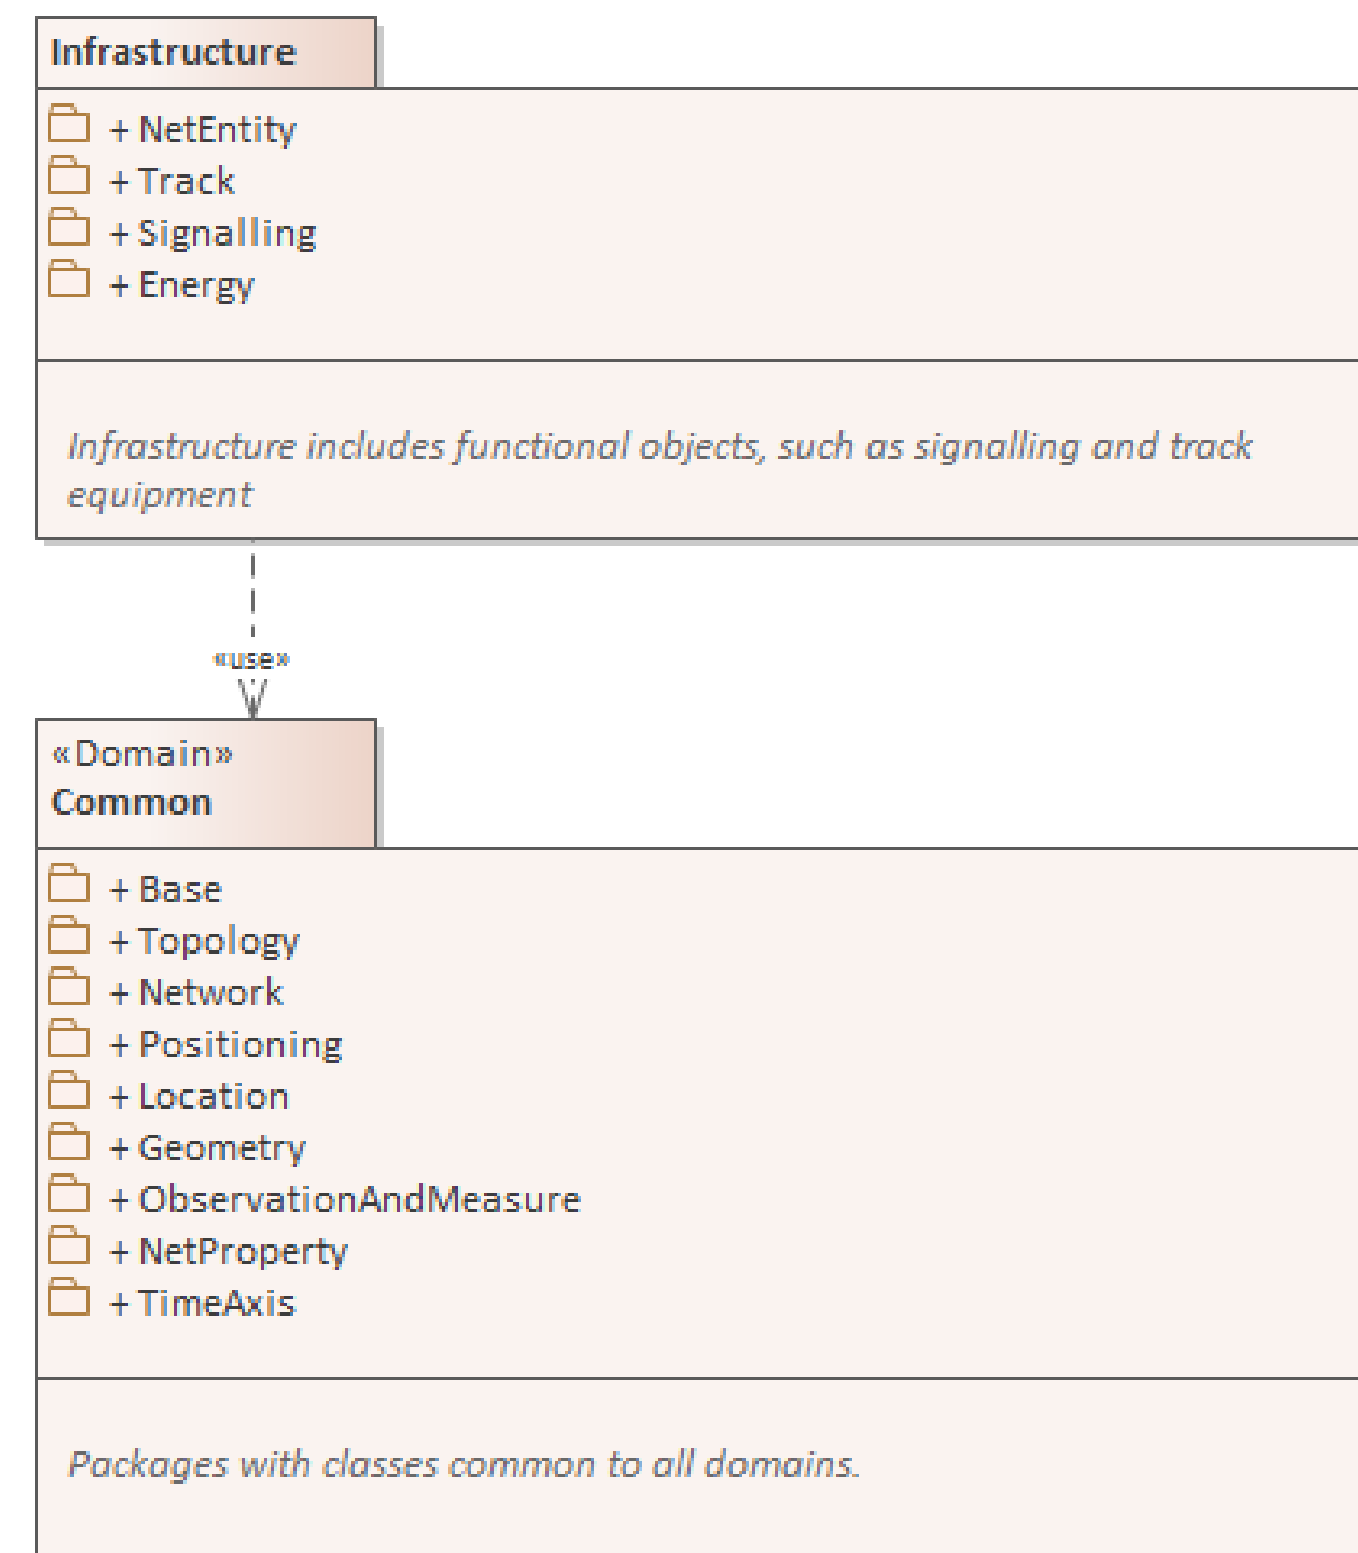 Infrastructure
+ NetEntity
+ Track
+ Signalling
+ Energy
Infrastructure includes functional objects, such as signalling and track
equipment
«use»
«Domain»
Common
+ Base
+ Topology
+ Network
+ Positioning
+ Location
+ Geometry
+ ObservationAndMeasure
+ NetProperty
+ TimeAxis
Packages with classes common to all domains.